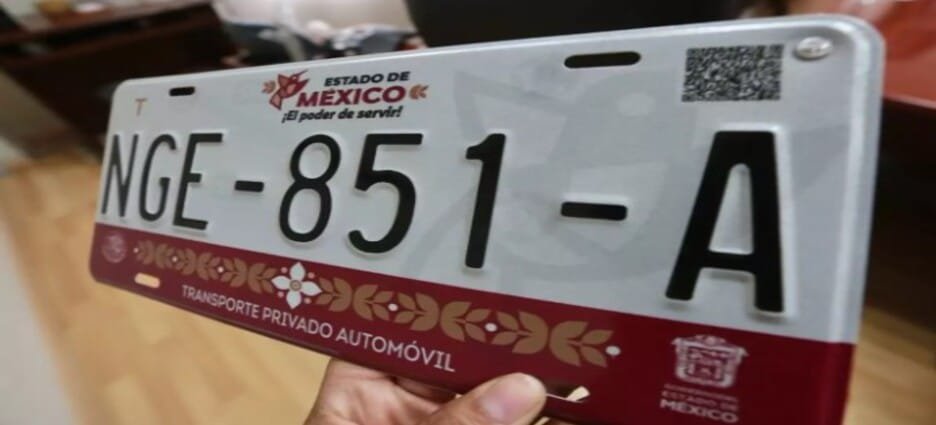 T
ESTADO DE
MÉXICO
¡El poder de servir!
NGE-851-A
TRANSPORTE PRIVADO AUTOMÓVIL
ESTADO DE
MÉXICO